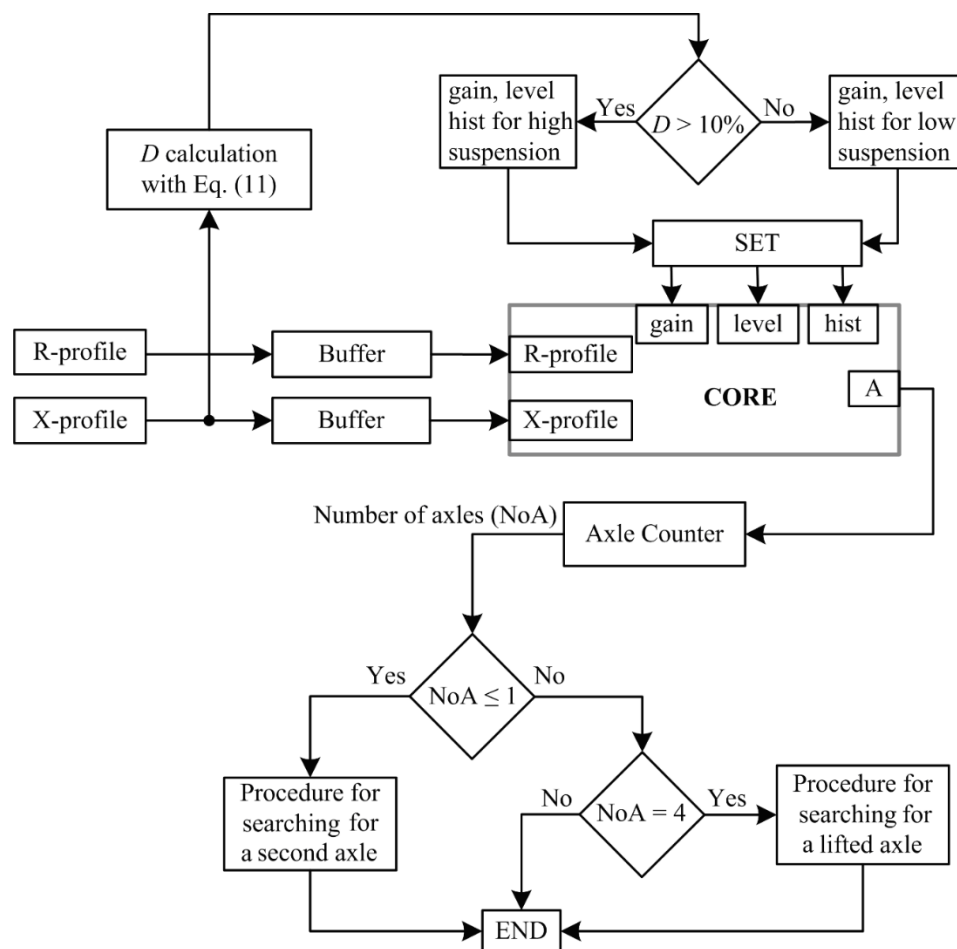 gain, level
hist for high
suspension
Yes
D > 10%
No
gain, level
hist for low
suspension
D calculation
with Eq. (11)
SET
gain
level
hist
R-profile
Buffer
R-profile
CORE
A
X-profile
Buffer
X-profile
Number of axles (NoA)
Axle Counter
Yes
NoA ≤ 1
No
Procedure for
searching for
a second axle
No
NoA = 4
Yes
Procedure for
searching for
a lifted axle
END